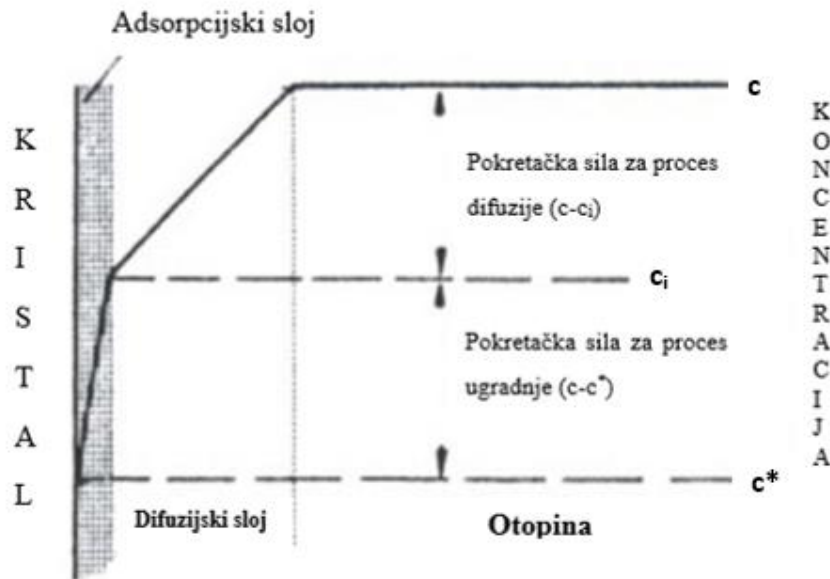 Adsorpcijski sloj
K R I S T A L
c
Pokretačka sila za proces
difuzije (c-cᵢ)
cᵢ
Pokretačka sila za proces
ugradnje (c-c*)
c*
Difuzijski sloj
Otopina
K O N C E N T R A C I J A